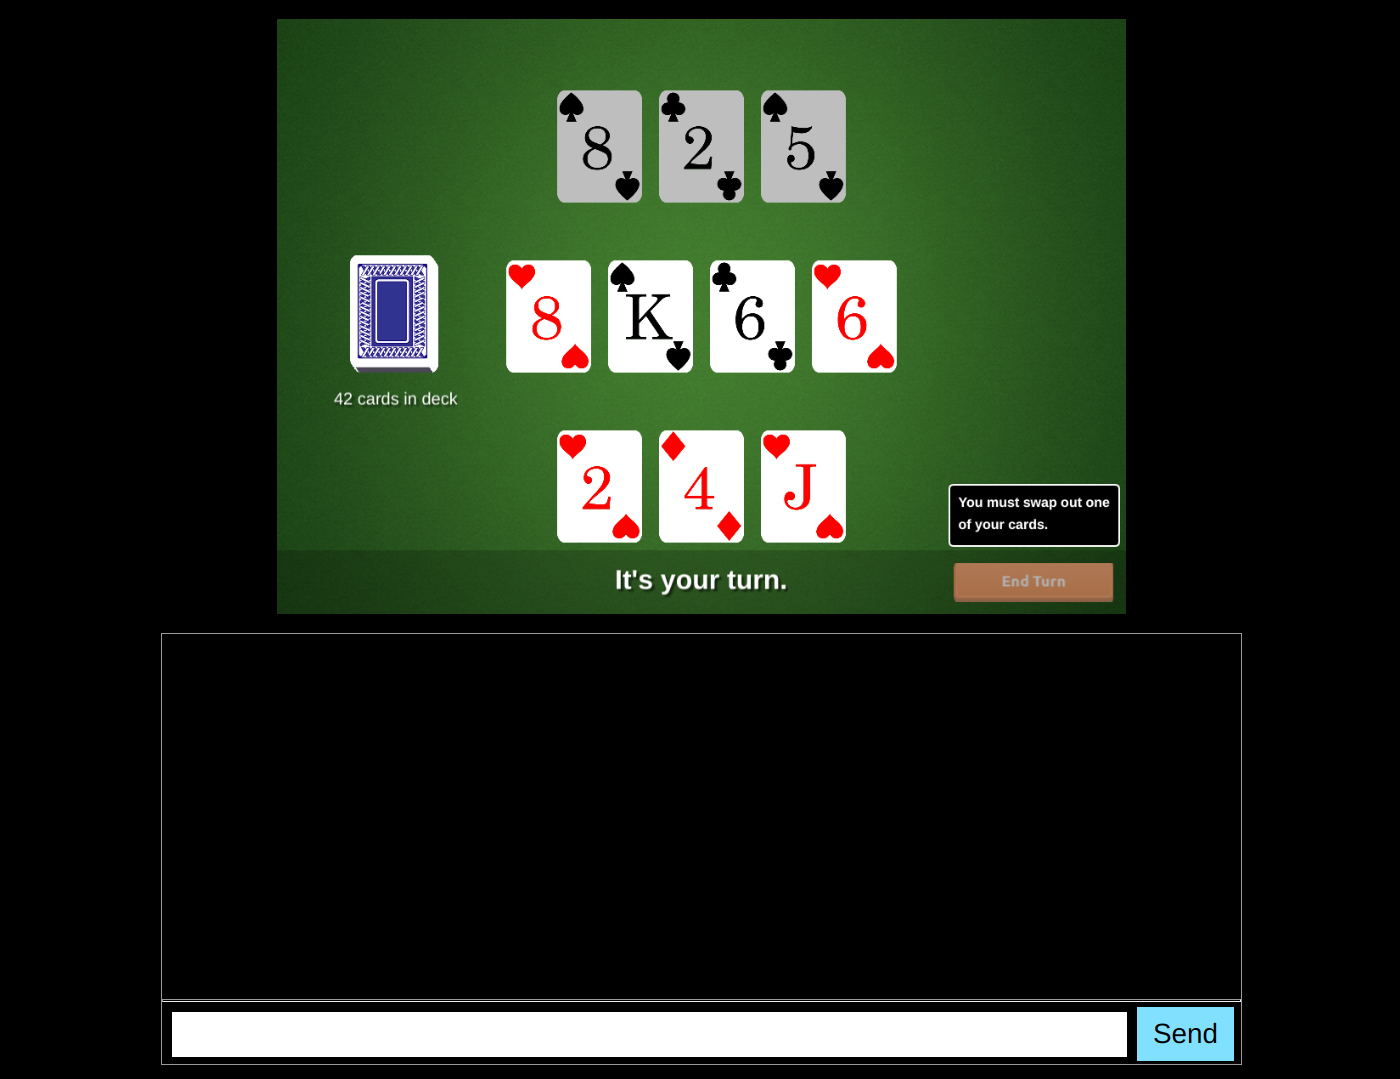 8 2 5
8 K 6 6
42 cards in deck
2 4 J
You must swap out one
of your cards.
It's your turn.
End Turn
Send